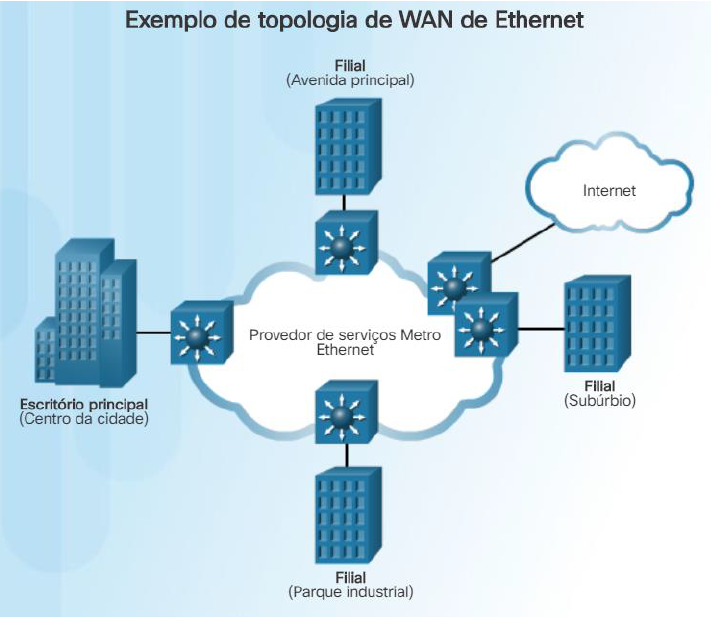 Exemplo de topologia de WAN de Ethernet
Filial
(Avenida principal)
Internet
Provedor de serviços Metro
Ethernet
Filial
(Subúrbio)
Escritório principal
(Centro da cidade)
Filial
(Parque industrial)